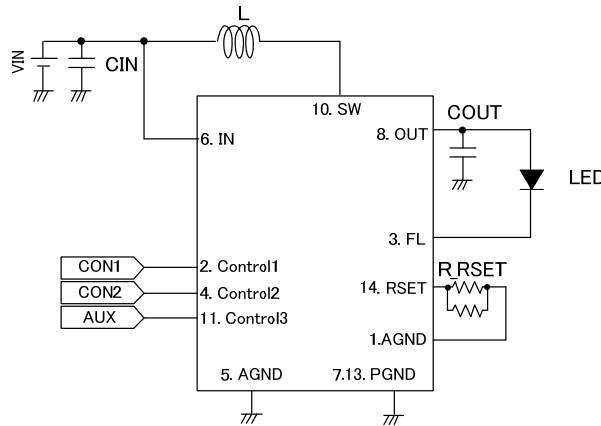 L
VIN
CIN
10. SW
COUT
6. IN
8. OUT
LED
3. FL
CON1
2. Control1
R_RSET
CON2
4. Control2
14. RSET
AUX
11. Control3
1.AGND
5. AGND
7.13. PGND